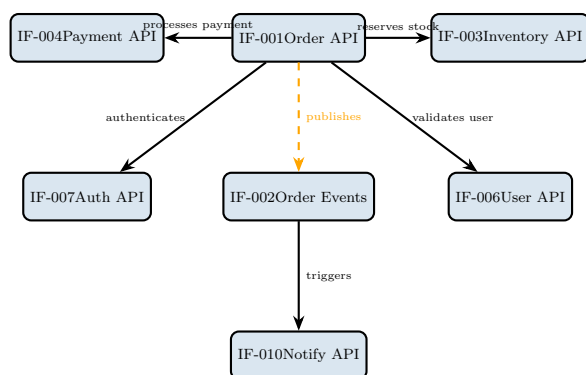 processes payment
reserves stock
IF-004Payment API
IF-001Order API
IF-003Inventory API
authenticates
publishes
validates user
IF-007Auth API
IF-002Order Events
IF-006User API
triggers
IF-010Notify API